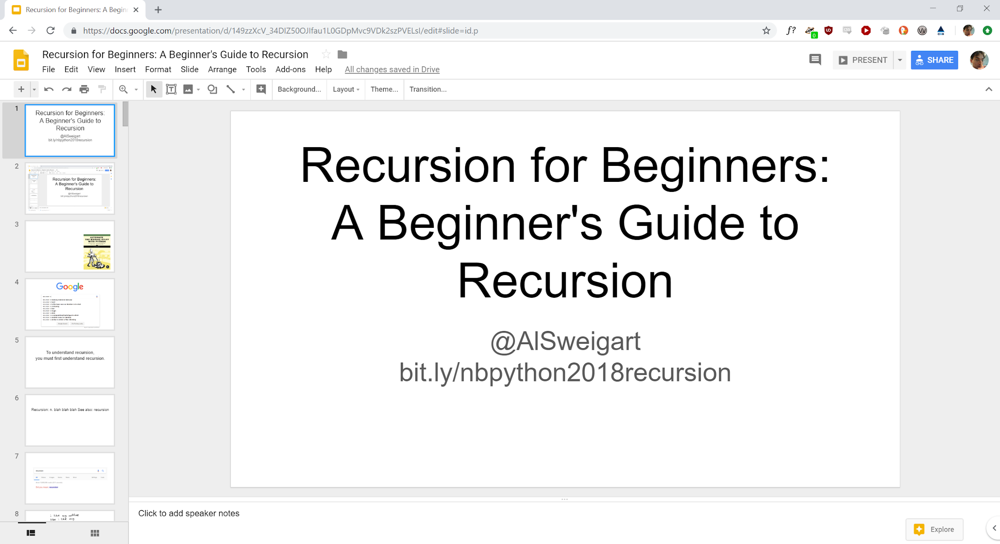 Recursion for Beginners: A Begin
https://docs.google.com/presentation/d/149zzXcV_34DIZ50OJIfau1L0GDpMvc9VDk2szPVELsI/edit#slide=id.p
f?
0
Recursion for Beginners: A Beginner's Guide to Recursion
File Edit View Insert Format Slide Arrange Tools Add-ons Help All changes saved in Drive
PRESENT
SHARE
Background... Layout Theme... Transition...
1
Recursion for Beginners:
A Beginner's Guide to
Recursion
@AlSweigart
bit.ly/nbpython2018recursion
2
Recursion for Beginners:
A Beginner's Guide to
Recursion
@AlSweigart
bit.ly/nbpython2018recursion
3
AUTOMATE
THE BORING STUFF
WITH PYTHON
4
Google
5
To understand recursion,
you must first understand recursion.
6
Recursion: n. blah blah blah See also: recursion
7
recursion
Did you mean: recursion
8
i like my coffee
like i like my
Recursion for Beginners:
A Beginner's Guide to
Recursion
@AlSweigart
bit.ly/nbpython2018recursion
Click to add speaker notes
Explore